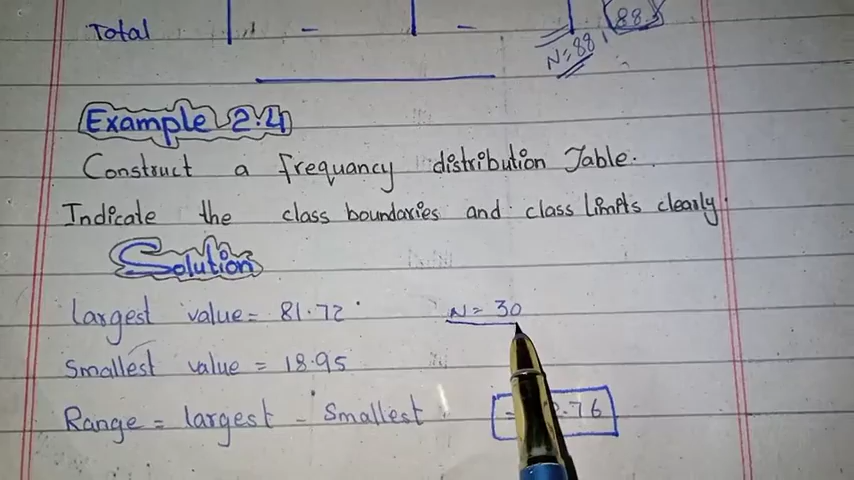 Total - - 88
N=88
Example 2.4
Construct a frequancy distribution Table.
Indicate the class boundaries and class limits clearly
Solution
Largest value = 81.72 N = 30
Smallest value = 18.95
Range = largest - Smallest .76